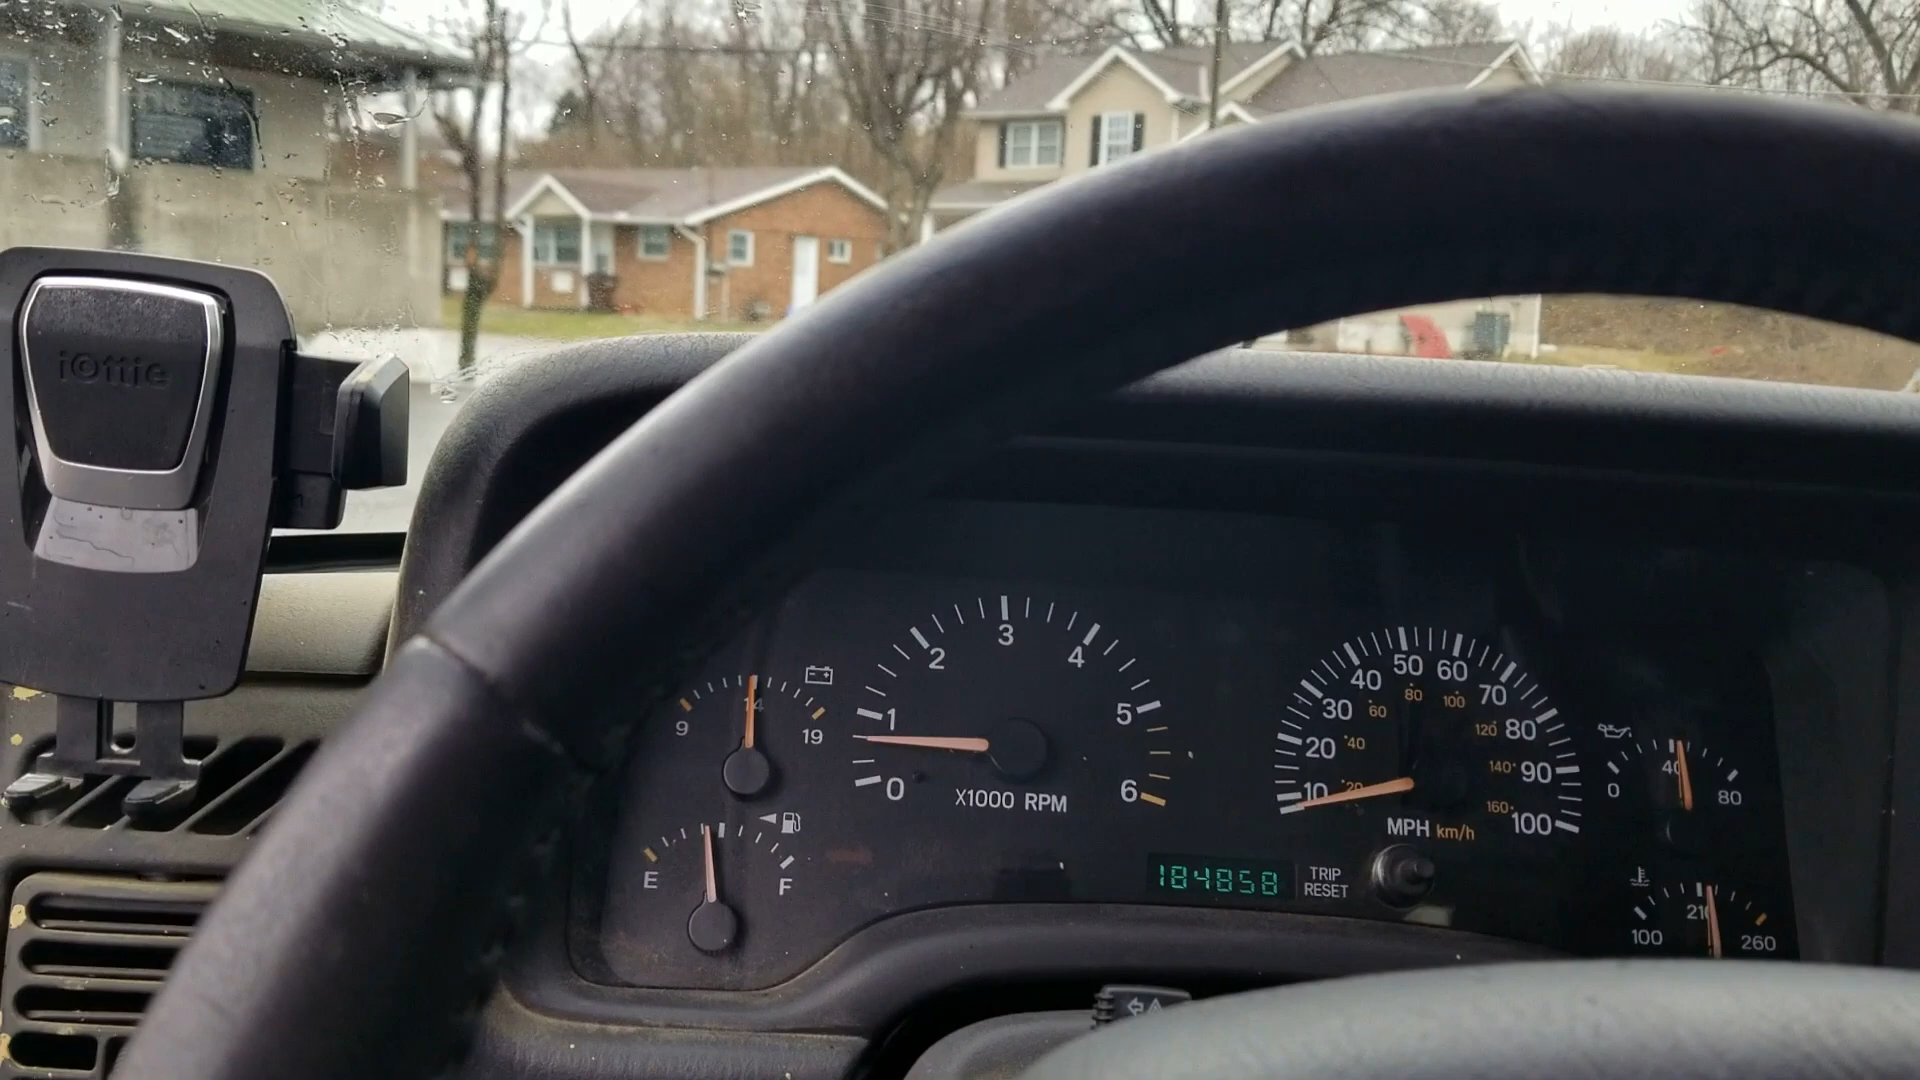 iOttie
9 14 19
E F
0 1 2 3 4 5 6
X1000 RPM
10 20 30 40 50 60 70 80 90 100
20 40 60 80 100 120 140 160
MPH km/h
184858
TRIP
RESET
0 40 80
100 210 260